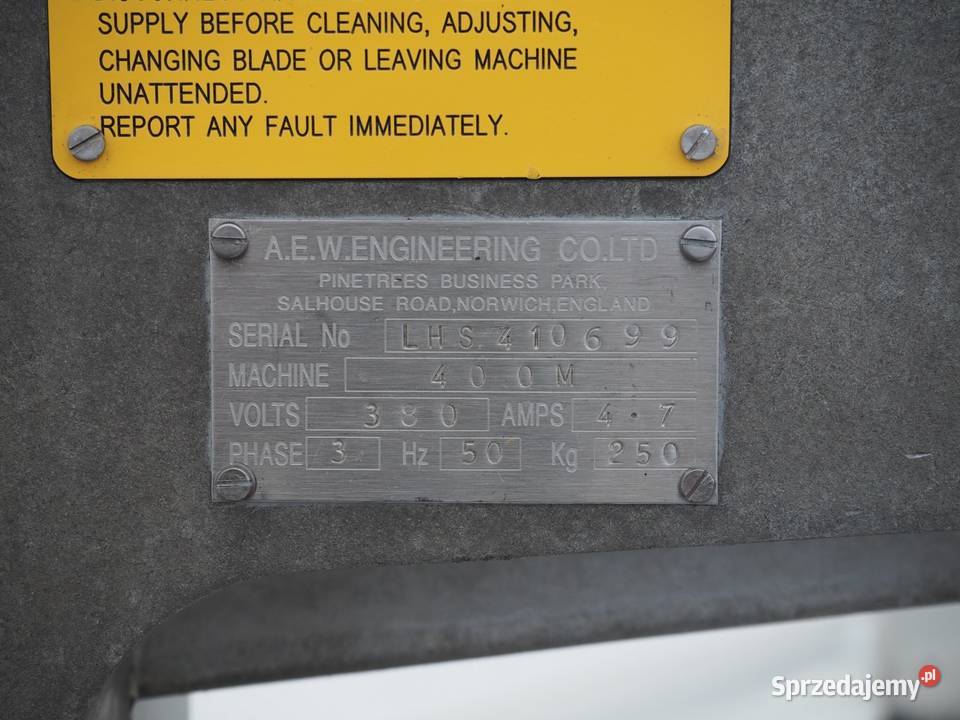 SUPPLY BEFORE CLEANING, ADJUSTING,
CHANGING BLADE OR LEAVING MACHINE
UNATTENDED.
REPORT ANY FAULT IMMEDIATELY.
A.E.W.ENGINEERING CO.LTD
PINETREES BUSINESS PARK,
SALHOUSE ROAD,NORWICH,ENGLAND
SERIAL No LHS.410699
MACHINE 400M
VOLTS 380 AMPS 4.7
PHASE 3 Hz 50 Kg 250
Sprzedajemy.pl